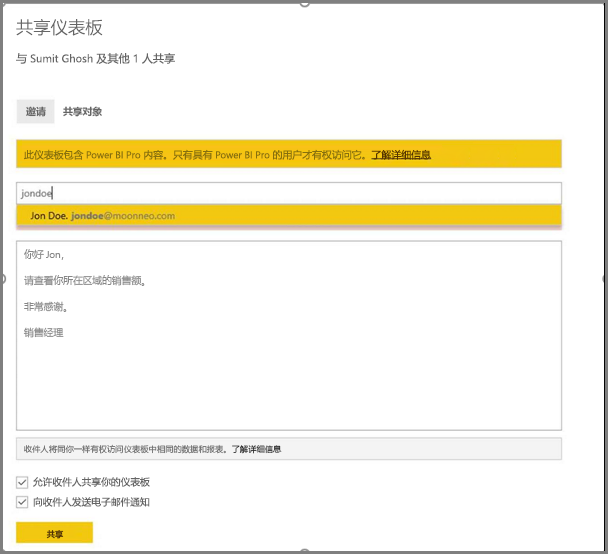 共享仪表板
与 Sumit Ghosh 及其他 1 人共享
邀请 共享对象
此仪表板包含 Power BI Pro 内容。只有具有 Power BI Pro 的用户才有权访问它。了解详细信息
jondoe
Jon Doe. jondoe@moonneo.com
你好 Jon，
请查看你所在区域的销售额。
非常感谢。
销售经理
收件人将同你一样有权访问仪表板中相同的数据和报表。了解详细信息
允许收件人共享你的仪表板
向收件人发送电子邮件通知
共享